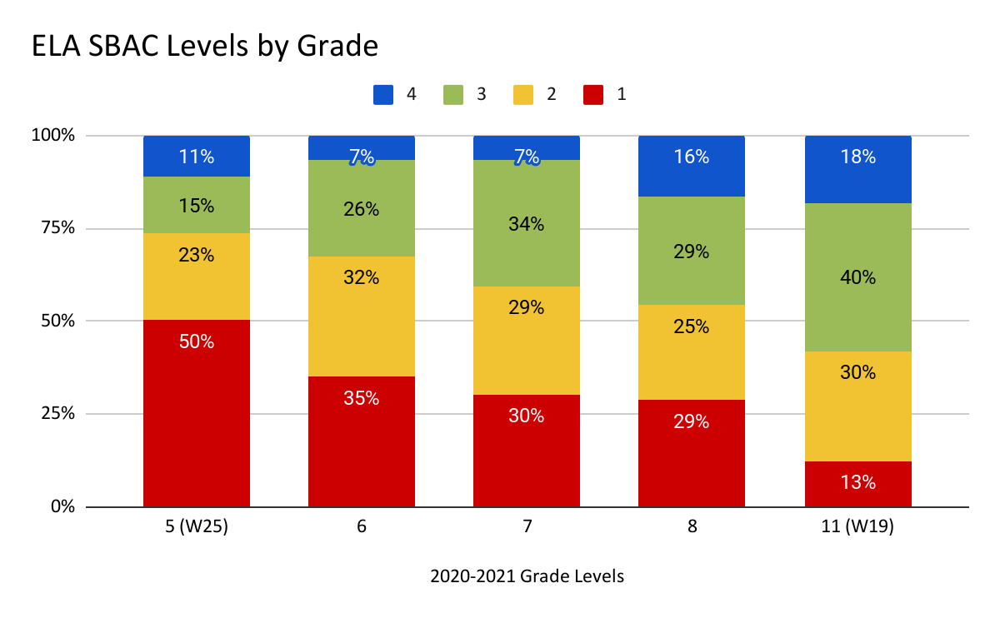 ELA SBAC Levels by Grade
4 3 2 1
100%
11% 7% 7% 16% 18%
15% 26% 34% 29% 40%
75%
23% 32% 29% 25% 30%
50%
50% 35% 30% 29% 13%
25%
0%
5 (W25) 6 7 8 11 (W19)
2020-2021 Grade Levels